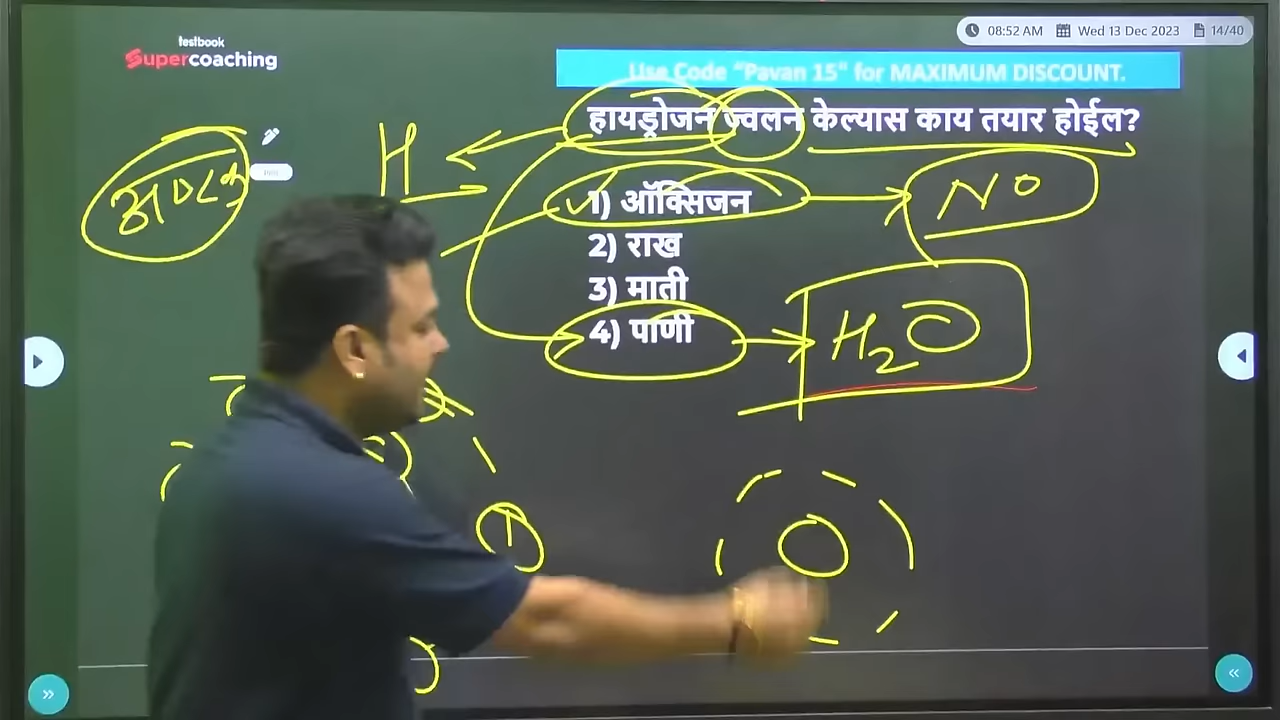 08:52 AM Wed 13 Dec 2023 14/40
testbook
Supercoaching
Use Code "Pavan 15" for MAXIMUM DISCOUNT.
हायड्रोजन ज्वलन केल्यास काय तयार होईल?
H
1) ऑक्सिजन
NO
2) राख
3) माती
4) पाणी
H2O